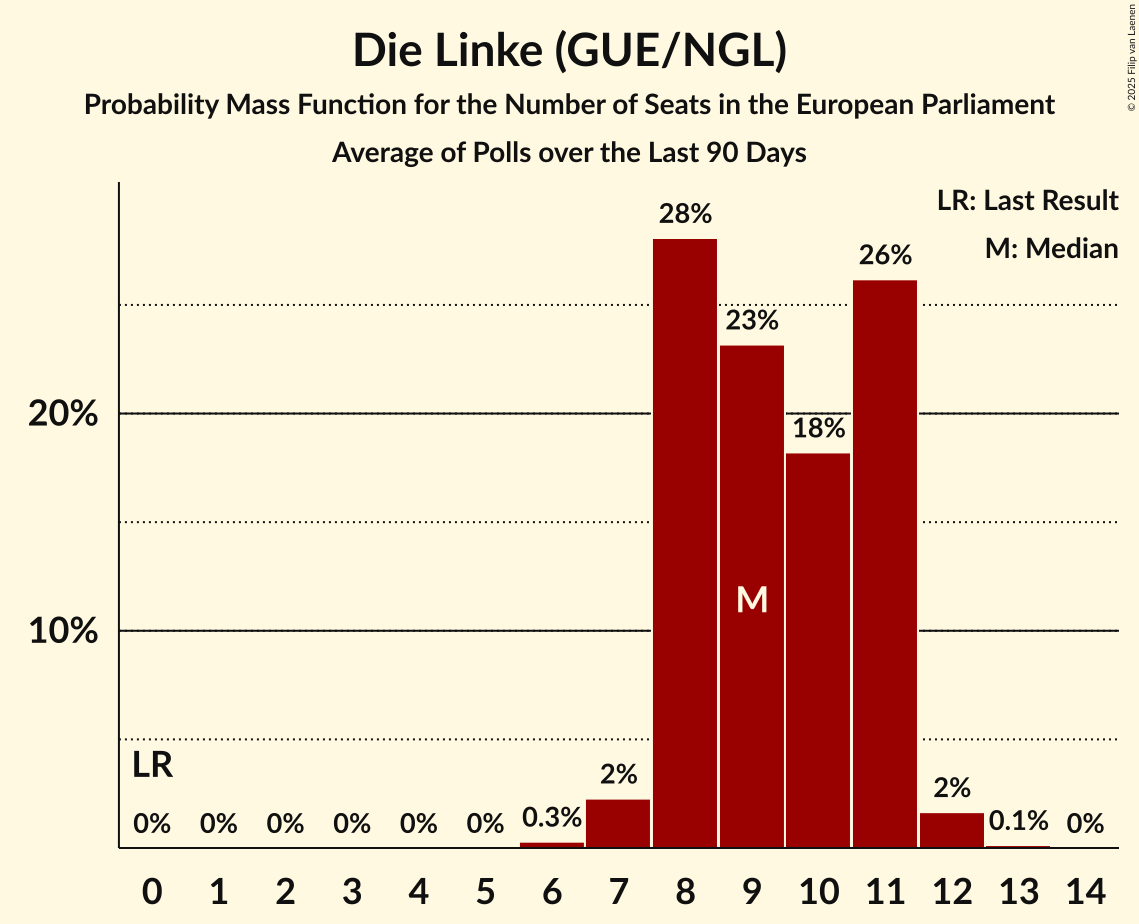 Die Linke (GUE/NGL)
Probability Mass Function for the Number of Seats in the European Parliament
Average of Polls over the Last 90 Days
© 2025 Filip van Laenen
LR: Last Result
M: Median
28%
26%
23%
20%
18%
M
10%
LR
2%
2%
0%
0%
0%
0%
0%
0%
0.3%
0.1%
0%
0 1 2 3 4 5 6 7 8 9 10 11 12 13 14